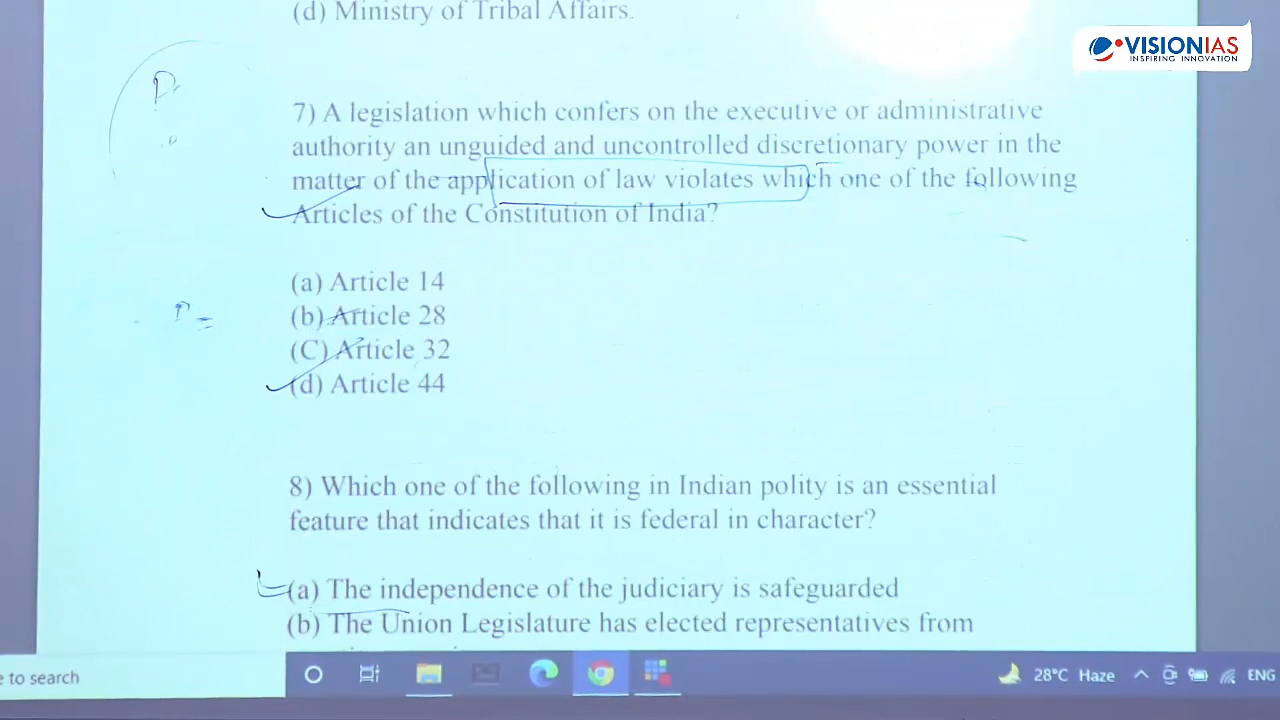 (d) Ministry of Tribal Affairs.
VISIONIAS
INSPIRING INNOVATION
7) A legislation which confers on the executive or administrative
authority an unguided and uncontrolled discretionary power in the
matter of the application of law violates which one of the following
Articles of the Constitution of India?
(a) Article 14
(b) Article 28
(C) Article 32
(d) Article 44
8) Which one of the following in Indian polity is an essential
feature that indicates that it is federal in character?
(a) The independence of the judiciary is safeguarded
(b) The Union Legislature has elected representatives from
to search
28°C Haze
ENG